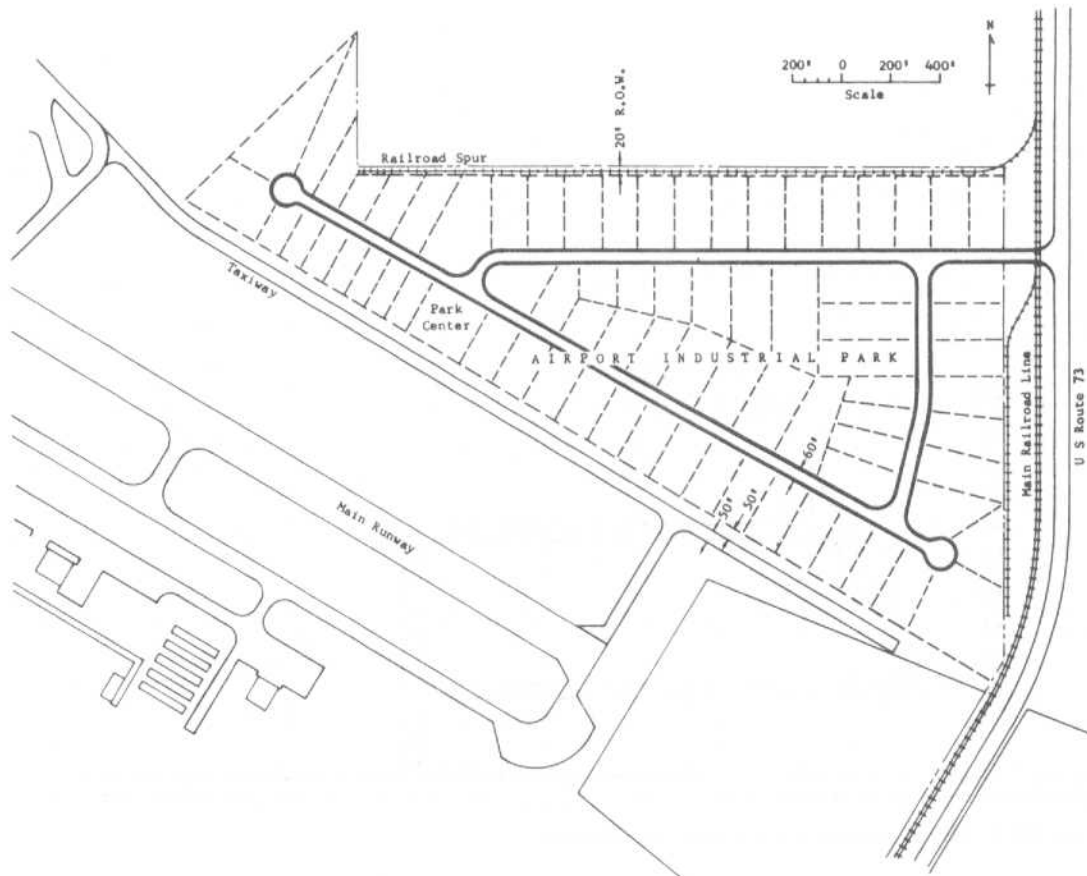 N
200' 0 200' 400'
Scale
20' R.O.W.
Railroad Spur
Taxiway
Park
Center
AIRPORT INDUSTRIAL PARK
Main Railroad Line
U S Route 73
60'
50'
50'
Main Runway